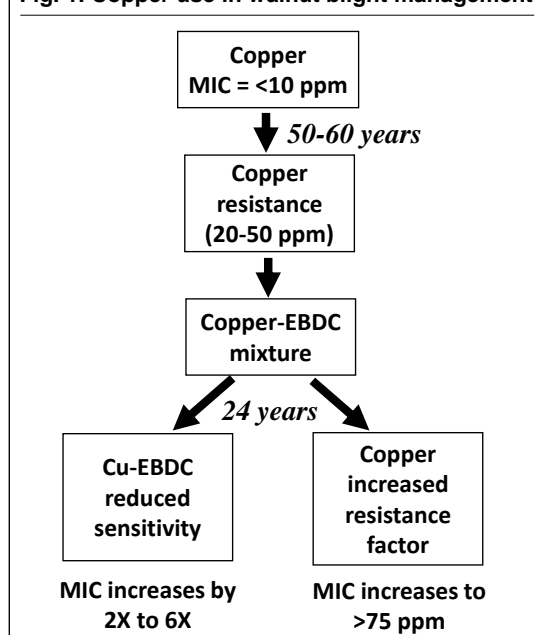 Fig. 1. Copper use in walnut blight management
Copper
MIC = <10 ppm
50-60 years
Copper
resistance
(20-50 ppm)
Copper-EBDC
mixture
24 years
Cu-EBDC
reduced
sensitivity
Copper
increased
resistance
factor
MIC increases by
2X to 6X
MIC increases to
>75 ppm